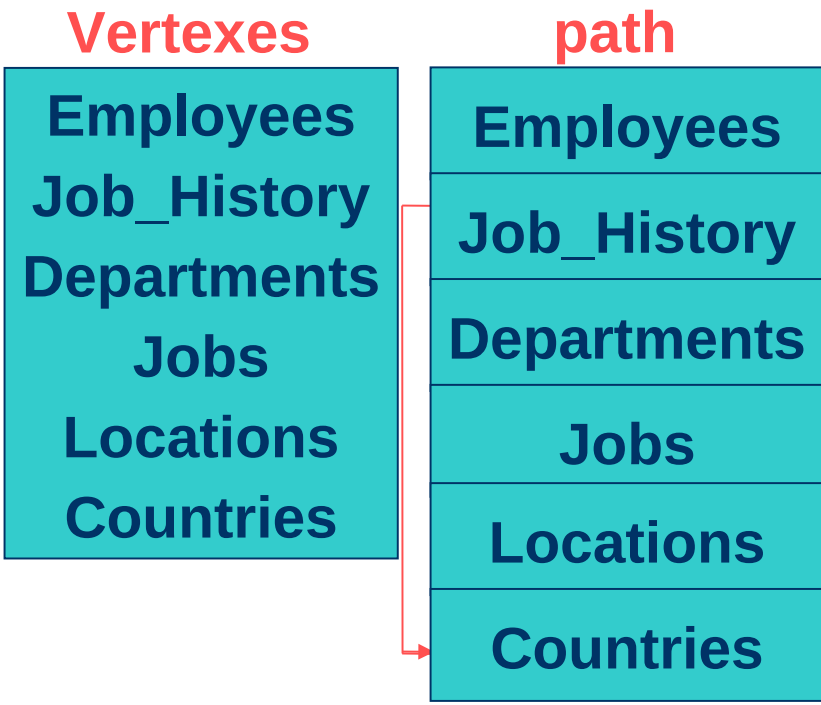 Vertexes
Employees
Job_History
Departments
Jobs
Locations
Countries
path
Employees
Job_History
Departments
Jobs
Locations
Countries